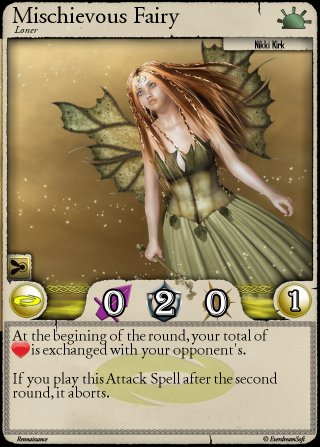 Mischievous Fairy
Loner
Nikki Kirk
0 2 0 1
At the begining of the round, your total of
is exchanged with your opponent's.
If you play this Attack Spell after the second
round, it aborts.
Rennaissance
© EverdreamSoft